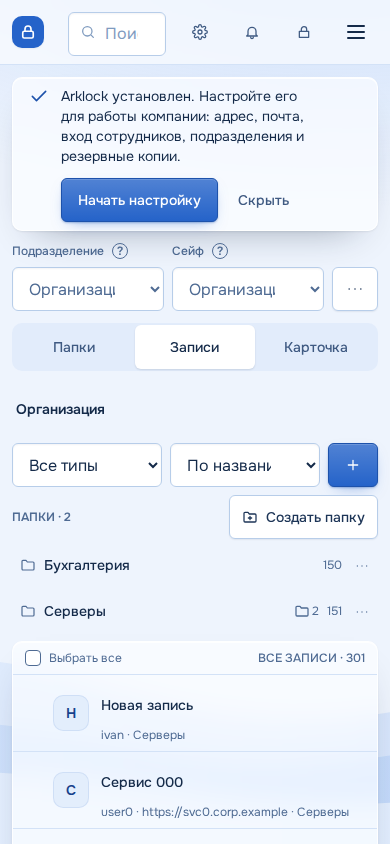 Пои
Arklock установлен. Настройте его
для работы компании: адрес, почта,
вход сотрудников, подразделения и
резервные копии.
Начать настройку Скрыть
Подразделение ? Сейф ?
Организаці Организаці ...
Папки Записи Карточка
Организация
Все типы По названи +
ПАПКИ · 2 Создать папку
Бухгалтерия 150 ...
Серверы 2 151 ...
Выбрать все ВСЕ ЗАПИСИ · 301
Н Новая запись
ivan · Серверы
С Сервис 000
user0 · https://svc0.corp.example · Серверы